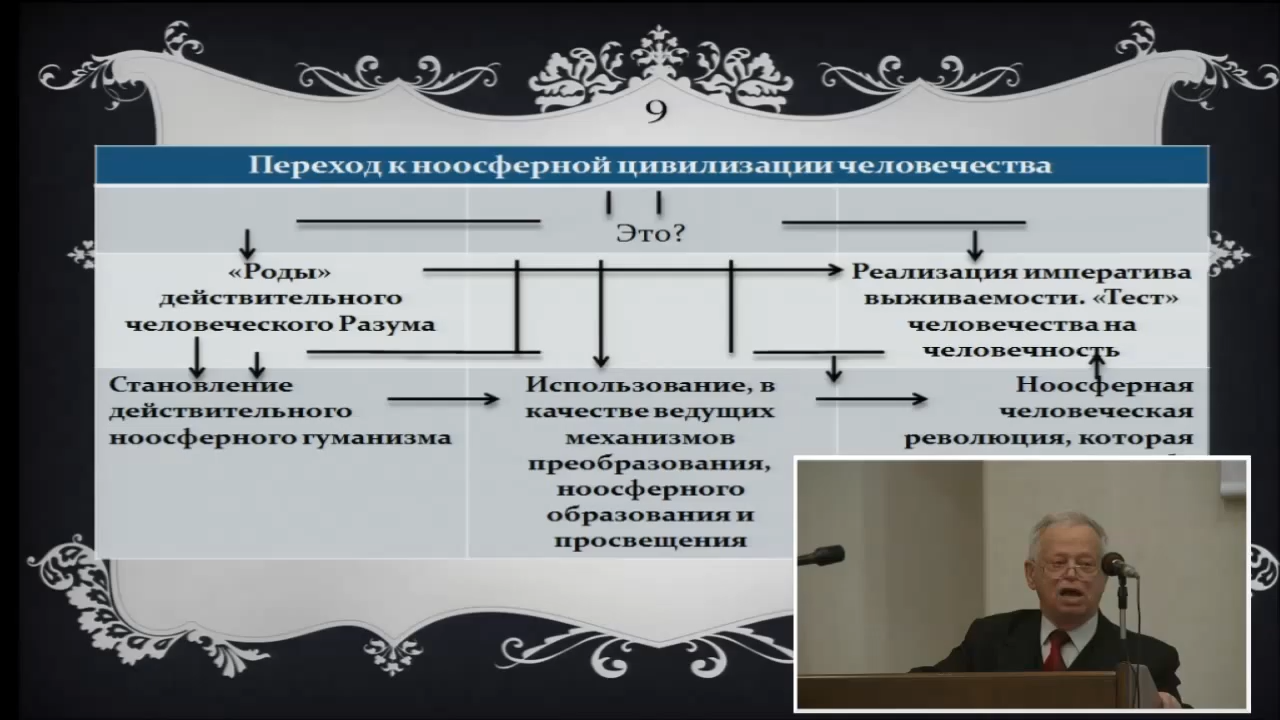 9
Переход к ноосферной цивилизации человечества
Это?
«Роды»
действительного
человеческого Разума
Реализация императива
выживаемости. «Тест»
человечества на
человечность
Становление
действительного
ноосферного гуманизма
Использование, в
качестве ведущих
механизмов
преобразования,
ноосферного
образования и
просвещения
Ноосферная
человеческая
революция, которая